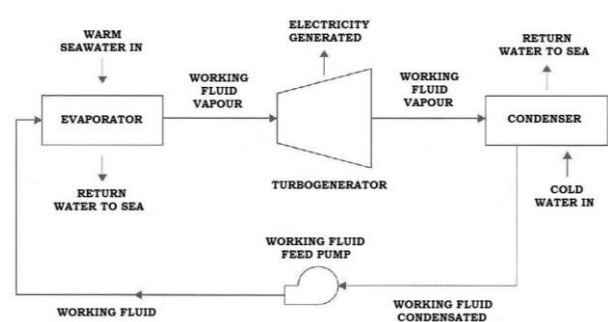 ELECTRICITY
GENERATED
WARM
SEAWATER IN
RETURN
WATER TO SEA
WORKING
FLUID
VAPOUR
WORKING
FLUID
VAPOUR
EVAPORATOR
CONDENSER
TURBOGENERATOR
RETURN
WATER TO SEA
COLD
WATER IN
WORKING FLUID
FEED PUMP
WORKING FLUID
WORKING FLUID
CONDENSATED